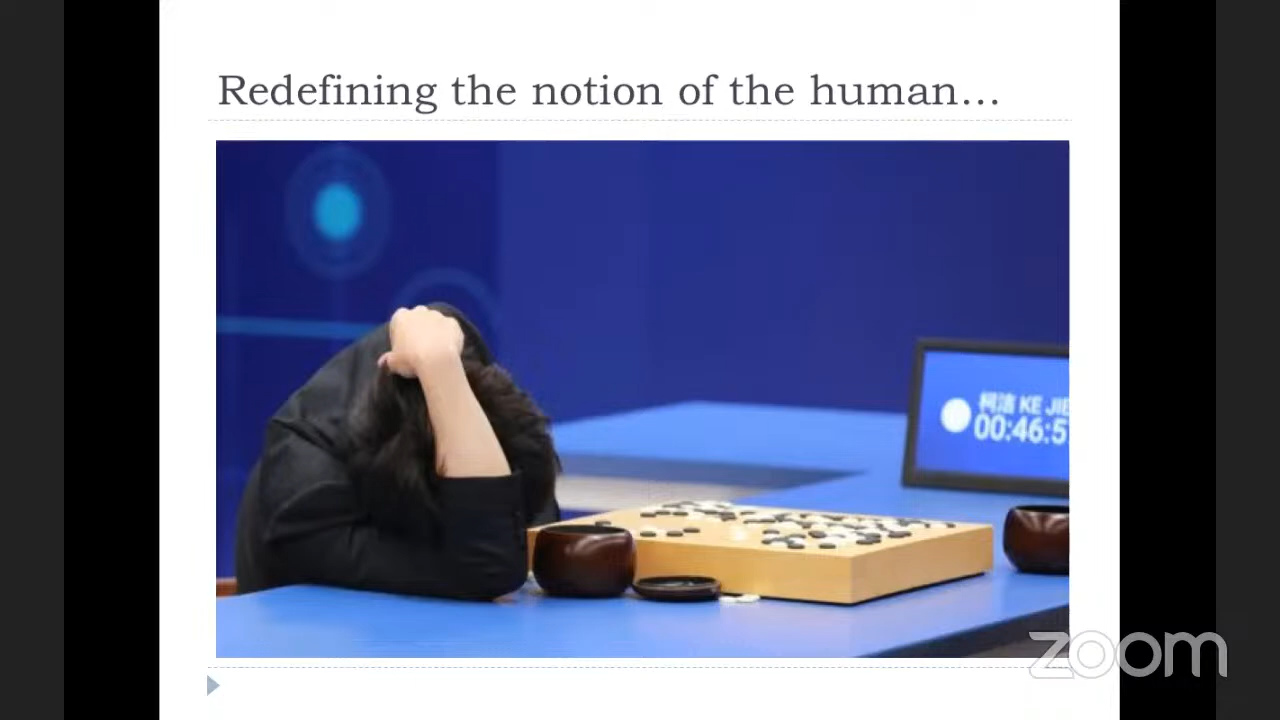 Redefining the notion of the human...
柯洁 KE JIE
00:46:5
zoom